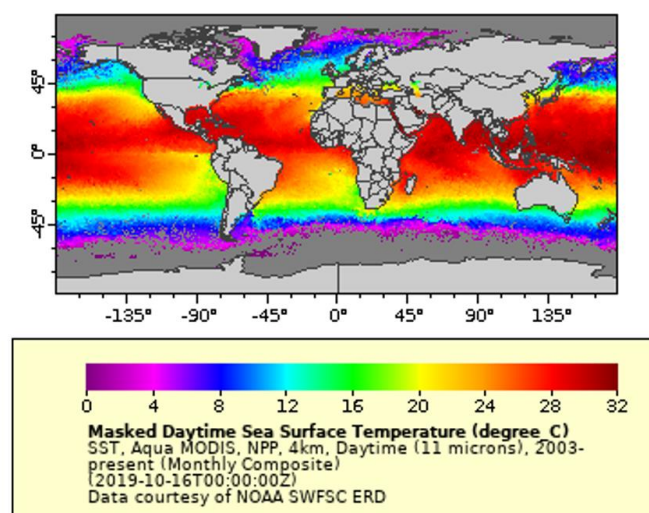 45°
0°
-45°
-135° -90° -45° 0° 45° 90° 135°
0 4 8 12 16 20 24 28 32
Masked Daytime Sea Surface Temperature (degree_C)
SST, Aqua MODIS, NPP, 4km, Daytime (11 microns), 2003-
present (Monthly Composite)
(2019-10-16T00:00:00Z)
Data courtesy of NOAA SWFSC ERD